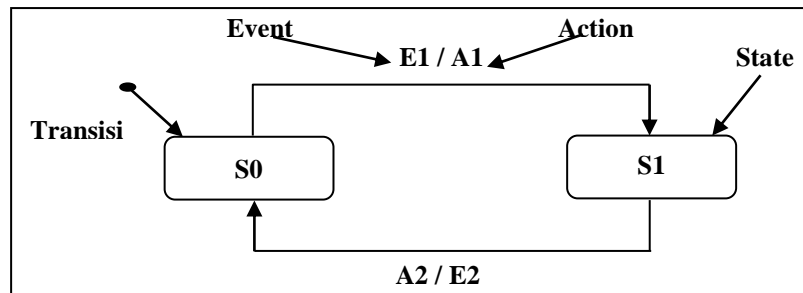 Event Action
E1 / A1 State
Transisi
S0 S1
A2 / E2